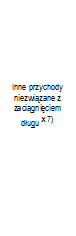 Inne przychody
niezwiązane z
zaciągnięciem
długu x 7)